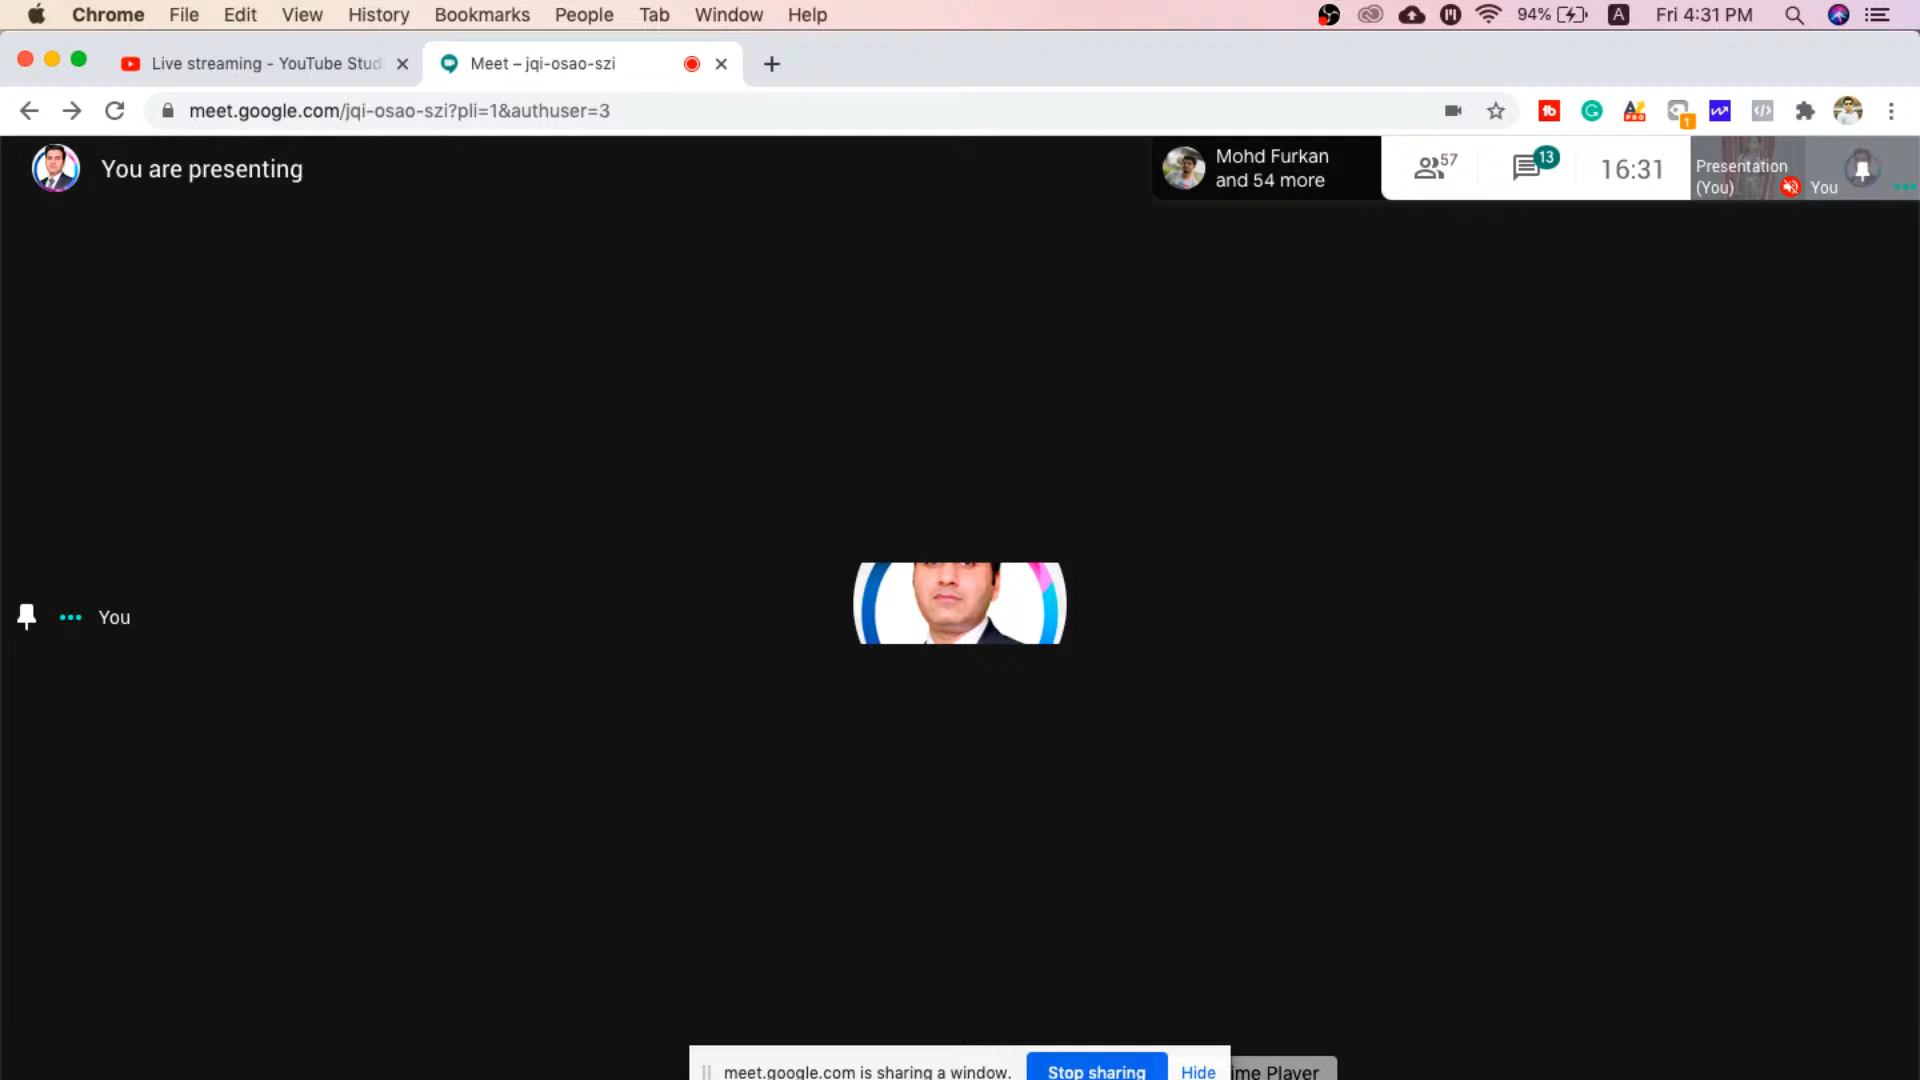 Chrome File Edit View History Bookmarks People Tab Window Help 94% A Fri 4:31 PM
Live streaming - YouTube Stud
Meet – jqi-osao-szi
meet.google.com/jqi-osao-szi?pli=1&authuser=3
PRO
1
You are presenting
Mohd Furkan
and 54 more
57
13
16:31
Presentation
(You)
You
You
meet.google.com is sharing a window. Stop sharing Hide
ime Player